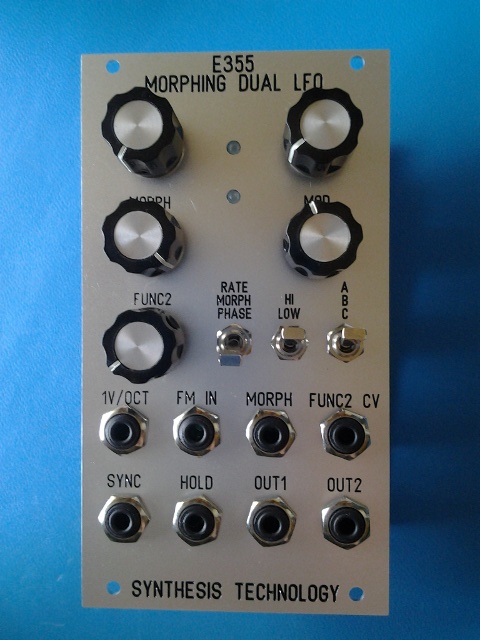 E355
MORPHING DUAL LFO
MORPH
MOD
FUNC2
RATE
MORPH
PHASE
HI
LOW
A
B
C
1V/OCT FM IN MORPH FUNC2 CV
SYNC HOLD OUT1 OUT2
SYNTHESIS TECHNOLOGY